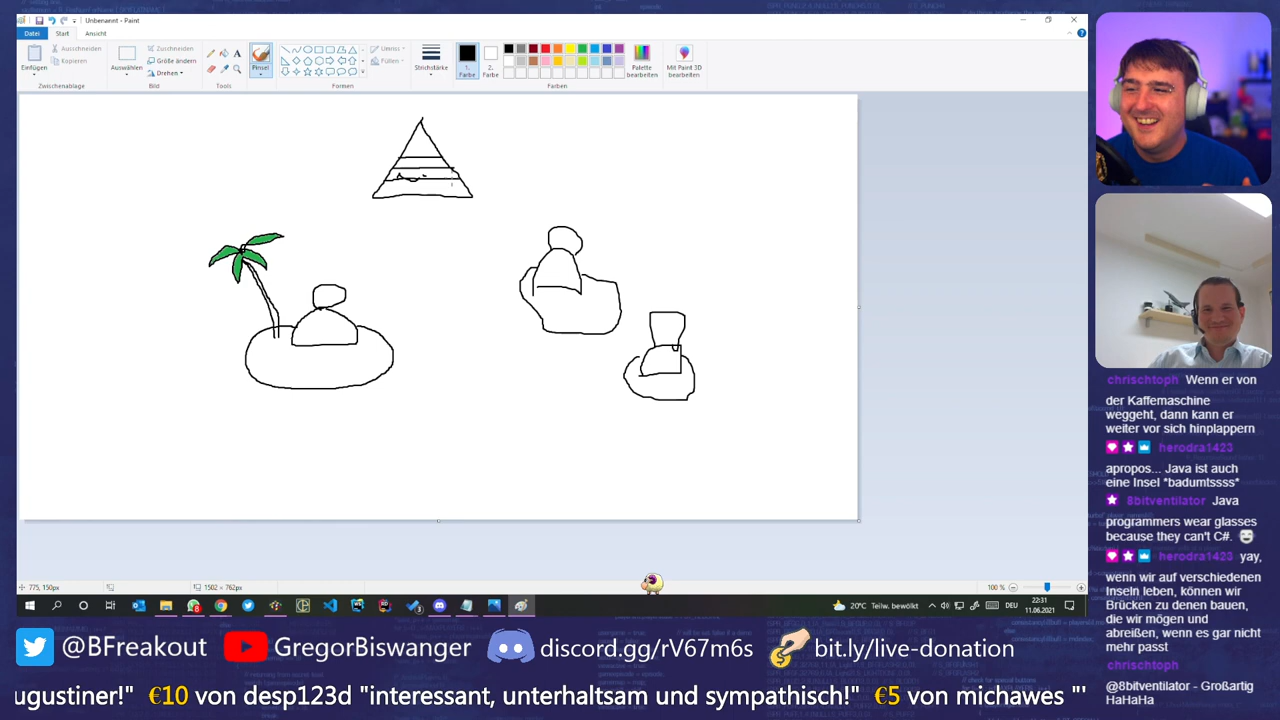 Unbenannt - Paint
Datei Start Ansicht
Einfügen
Ausschneiden
Kopieren
Zwischenablage
Auswählen
Zuschneiden
Größe ändern
Drehen
Bild
Tools
Pinsel
Formen
Umriss
Füllen
Strichstärke
1. Farbe
2. Farbe
Palette bearbeiten
Mit Paint 3D bearbeiten
Farben
775, 150px
1502 × 762px
100 %
20°C Teilw. bewölkt
DEU
22:31
11.06.2021
chrischtoph Wenn er von
der Kaffemaschine
weggeht, dann kann er
weiter vor sich hinplappern
herodra1423
apropos... Java ist auch
eine Insel *badumtssss*
8bitventilator Java
programmers wear glasses
because they can't C#.
herodra1423 yay,
wenn wir auf verschiedenen
Inseln leben, können wir
Brücken zu denen bauen,
die wir mögen und
abreißen, wenn es gar nicht
mehr passt
chrischtoph
@8bitventilator - Großartig
HaHaHa
@BFreakout GregorBiswanger discord.gg/rV67m6s bit.ly/live-donation
ugustiner!" €10 von desp123d "interessant, unterhaltsam und sympathisch!" €5 von michawes "